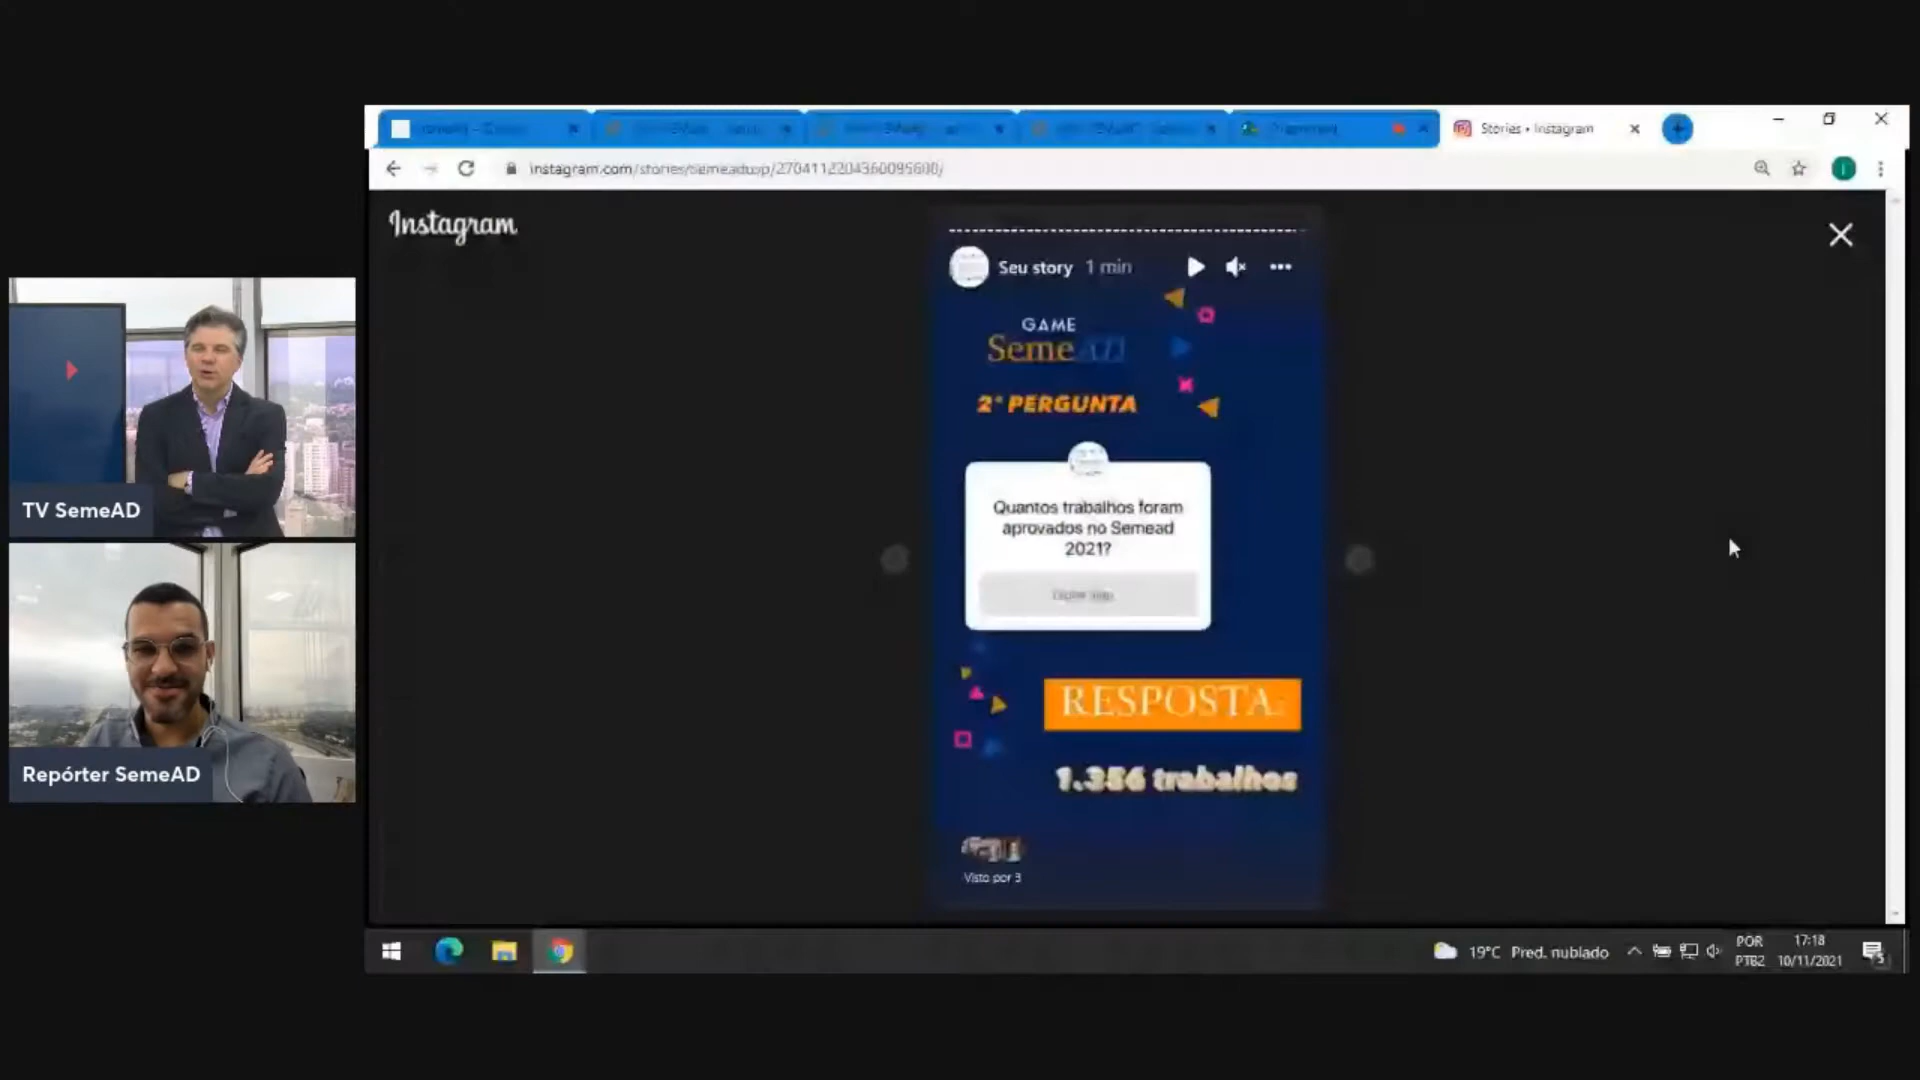 Stories • Instagram
Instagram
Seu story 1 min
GAME
SemeAD
2ª PERGUNTA
Quantos trabalhos foram
aprovados no Semead
2021?
RESPOSTA:
1.356 trabalhos
Visto por 3
TV SemeAD
Repórter SemeAD
19°C Pred. nublado
POR
PTB2
17:18
10/11/2021
5